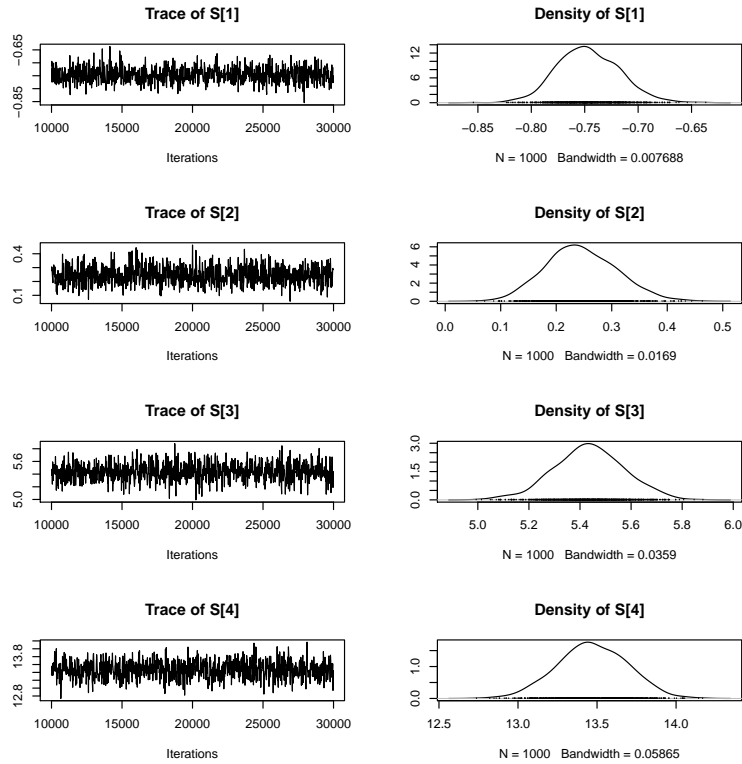 Trace of S[1]
−0.85
−0.65
10000 15000 20000 25000 30000
Iterations
Density of S[1]
0
6
12
−0.85 −0.80 −0.75 −0.70 −0.65
N = 1000 Bandwidth = 0.007688
Trace of S[2]
0.1
0.4
10000 15000 20000 25000 30000
Iterations
Density of S[2]
0
2
4
6
0.0 0.1 0.2 0.3 0.4 0.5
N = 1000 Bandwidth = 0.0169
Trace of S[3]
5.0
5.6
10000 15000 20000 25000 30000
Iterations
Density of S[3]
0.0
1.5
3.0
5.0 5.2 5.4 5.6 5.8 6.0
N = 1000 Bandwidth = 0.0359
Trace of S[4]
12.8
13.8
10000 15000 20000 25000 30000
Iterations
Density of S[4]
0.0
1.0
12.5 13.0 13.5 14.0
N = 1000 Bandwidth = 0.05865